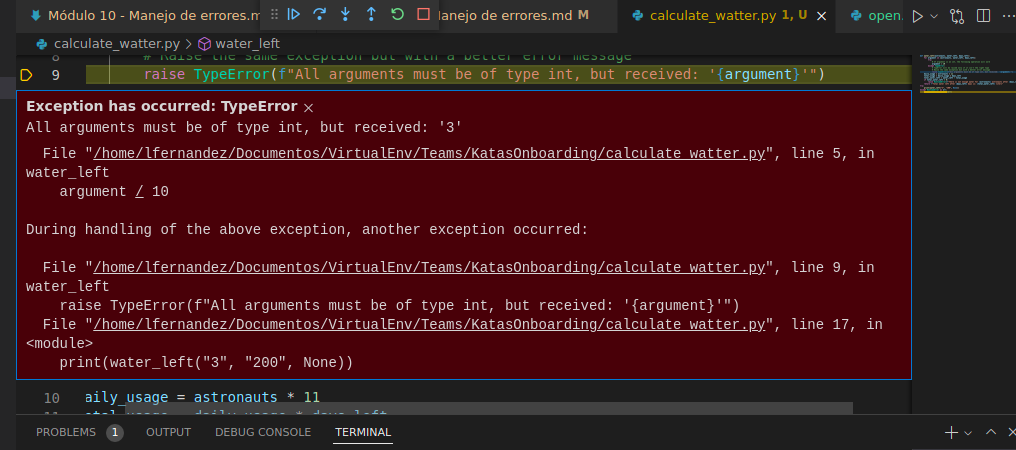 Módulo 10 - Manejo de errores.m
Manejo de errores.md M
calculate_watter.py 1, U
open.
calculate_watter.py > water_left
8 # Raise the same exception but with a better error message
9 raise TypeError(f"All arguments must be of type int, but received: '{argument}'")
Exception has occurred: TypeError
All arguments must be of type int, but received: '3'
File "/home/lfernandez/Documentos/VirtualEnv/Teams/KatasOnboarding/calculate_watter.py", line 5, in
water_left
argument / 10
During handling of the above exception, another exception occurred:
File "/home/lfernandez/Documentos/VirtualEnv/Teams/KatasOnboarding/calculate_watter.py", line 9, in
water_left
raise TypeError(f"All arguments must be of type int, but received: '{argument}'")
File "/home/lfernandez/Documentos/VirtualEnv/Teams/KatasOnboarding/calculate_watter.py", line 17, in
<module>
print(water_left("3", "200", None))
10 aily_usage = astronauts * 11
11 otal_usage = daily_usage * days_left
PROBLEMS 1 OUTPUT DEBUG CONSOLE TERMINAL